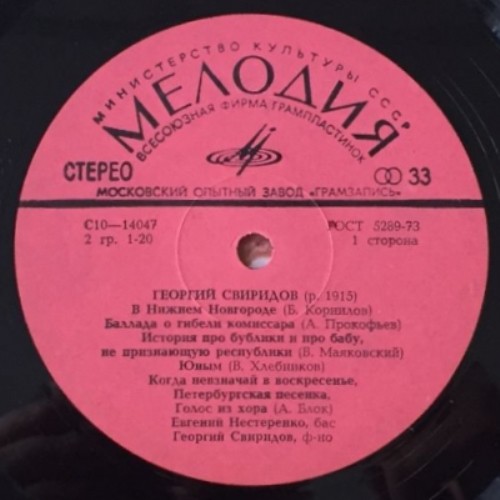 МИНИСТЕРСТВО КУЛЬТУРЫ СССР
МЕЛОДИЯ
ВСЕСОЮЗНАЯ ФИРМА ГРАМПЛАСТИНОК
СТЕРЕО 33
МОСКОВСКИЙ ОПЫТНЫЙ ЗАВОД «ГРАМЗАПИСЬ»
С10—14047 ГОСТ 5289-73
2 гр. 1-20 1 сторона
ГЕОРГИЙ СВИРИДОВ (р. 1915)
В Нижнем Новгороде (Б. Корнилов)
Баллада о гибели комиссара (А. Прокофьев)
История про бублики и про бабу,
не признающую республики (В. Маяковский)
Юным (В. Хлебников)
Когда невзначай в воскресенье,
Петербургская песенка,
Голос из хора (А. Блок)
Евгений Нестеренко, бас
Георгий Свиридов, ф-но